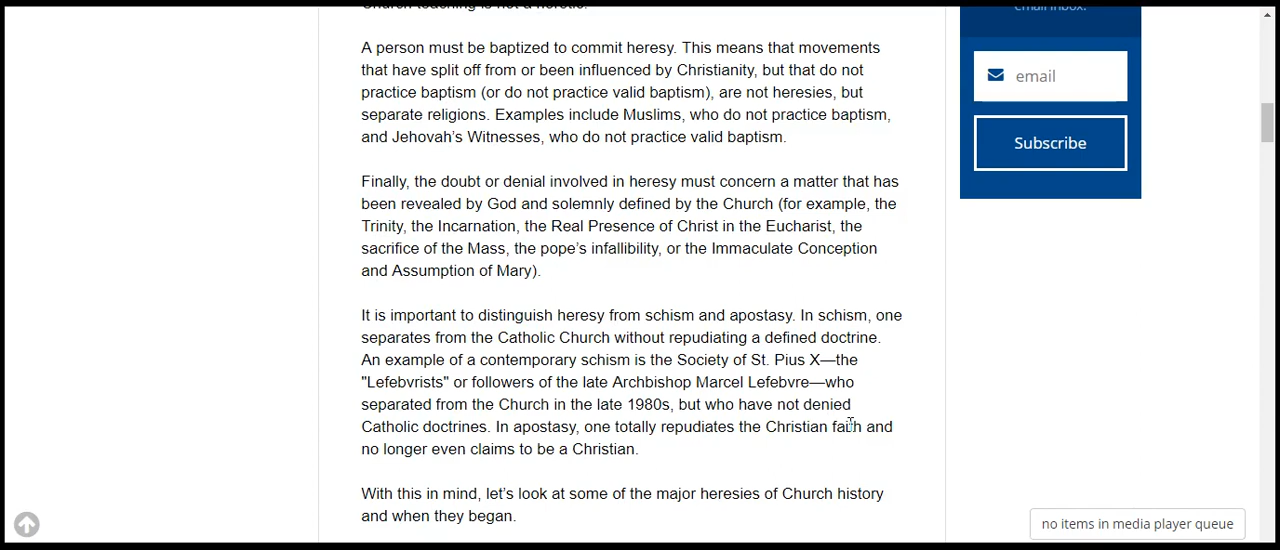 Church teaching is not a heretic.
email inbox.
A person must be baptized to commit heresy. This means that movements
that have split off from or been influenced by Christianity, but that do not
practice baptism (or do not practice valid baptism), are not heresies, but
separate religions. Examples include Muslims, who do not practice baptism,
and Jehovah’s Witnesses, who do not practice valid baptism.
email
Subscribe
Finally, the doubt or denial involved in heresy must concern a matter that has
been revealed by God and solemnly defined by the Church (for example, the
Trinity, the Incarnation, the Real Presence of Christ in the Eucharist, the
sacrifice of the Mass, the pope’s infallibility, or the Immaculate Conception
and Assumption of Mary).
It is important to distinguish heresy from schism and apostasy. In schism, one
separates from the Catholic Church without repudiating a defined doctrine.
An example of a contemporary schism is the Society of St. Pius X—the
"Lefebvrists" or followers of the late Archbishop Marcel Lefebvre—who
separated from the Church in the late 1980s, but who have not denied
Catholic doctrines. In apostasy, one totally repudiates the Christian faith and
no longer even claims to be a Christian.
With this in mind, let’s look at some of the major heresies of Church history
and when they began.
no items in media player queue